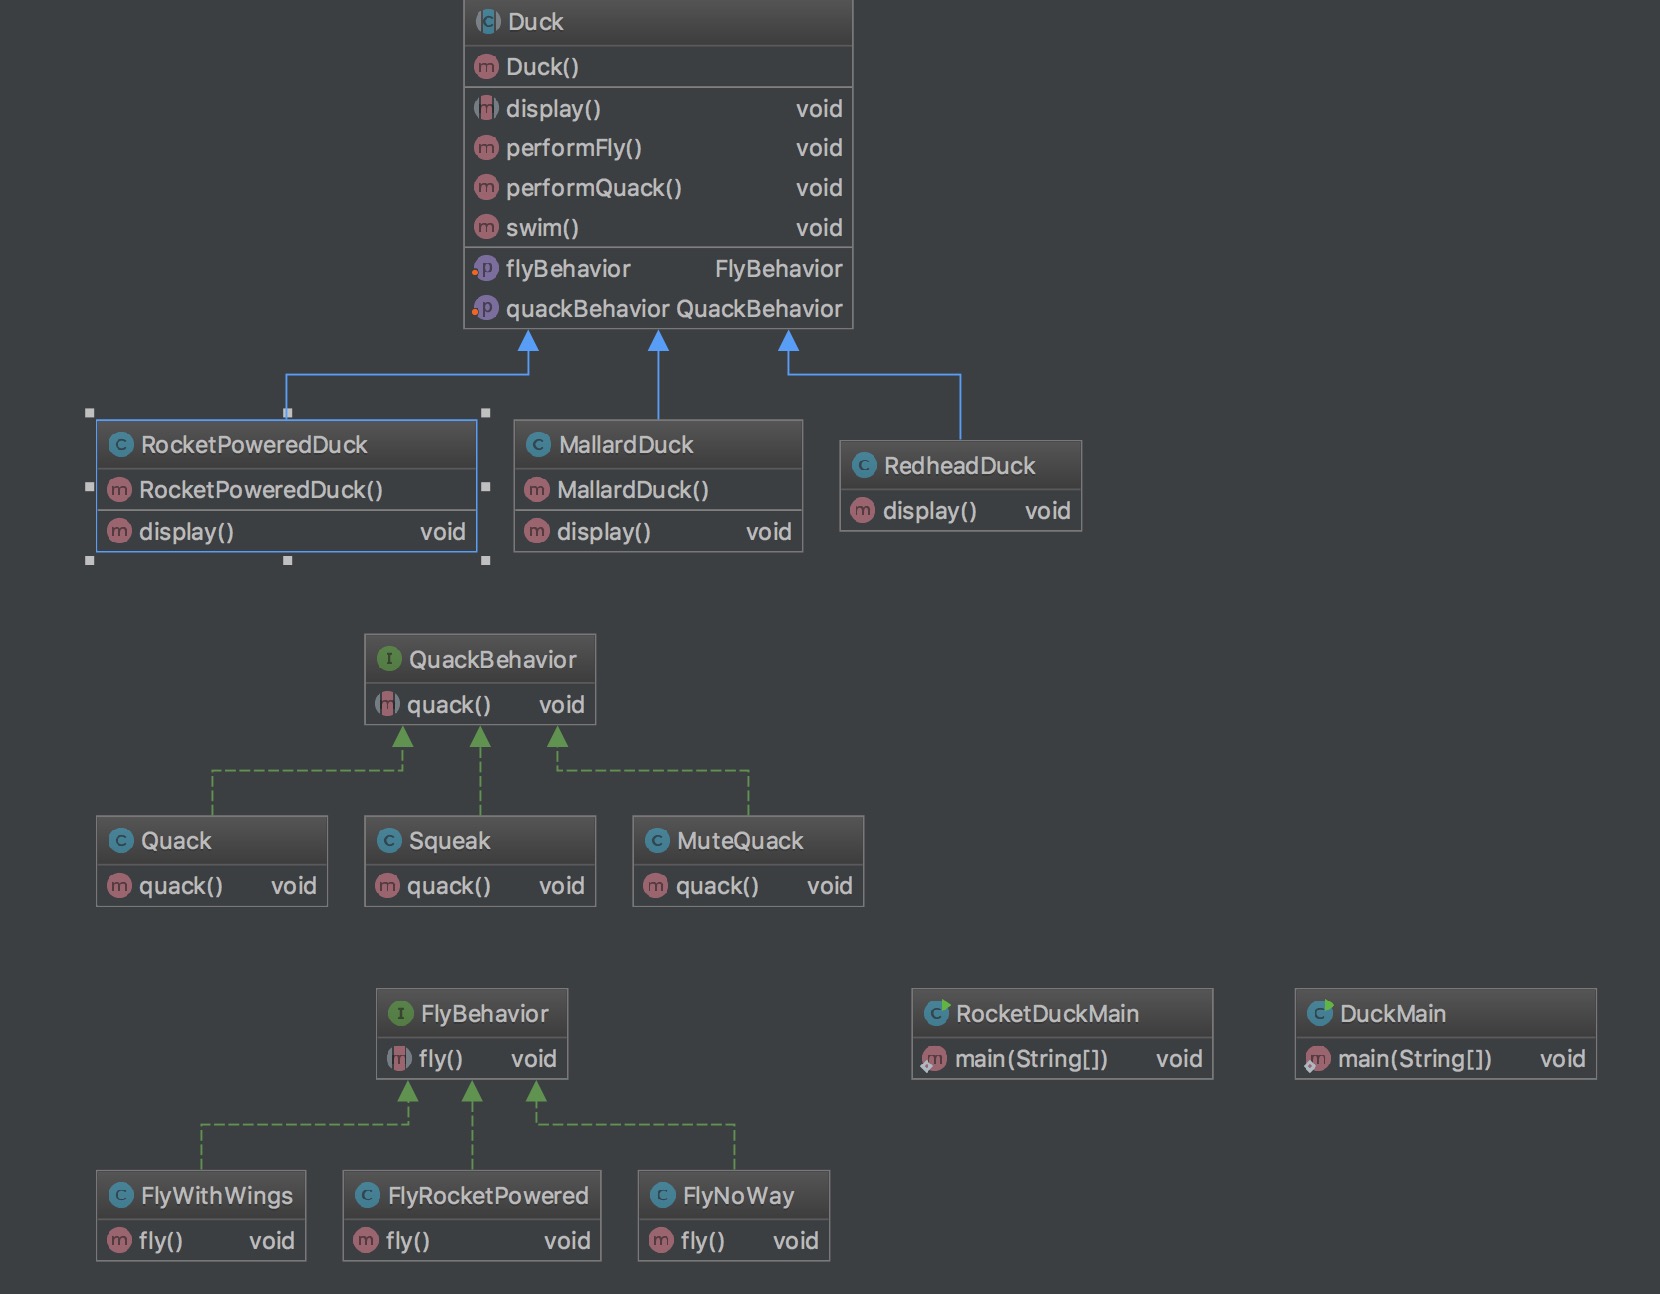 Duck
Duck()
display() void
performFly() void
performQuack() void
swim() void
flyBehavior FlyBehavior
quackBehavior QuackBehavior
RocketPoweredDuck
RocketPoweredDuck()
display() void
MallardDuck
MallardDuck()
display() void
RedheadDuck
display() void
QuackBehavior
quack() void
Quack
quack() void
Squeak
quack() void
MuteQuack
quack() void
FlyBehavior
fly() void
RocketDuckMain
main(String[]) void
DuckMain
main(String[]) void
FlyWithWings
fly() void
FlyRocketPowered
fly() void
FlyNoWay
fly() void